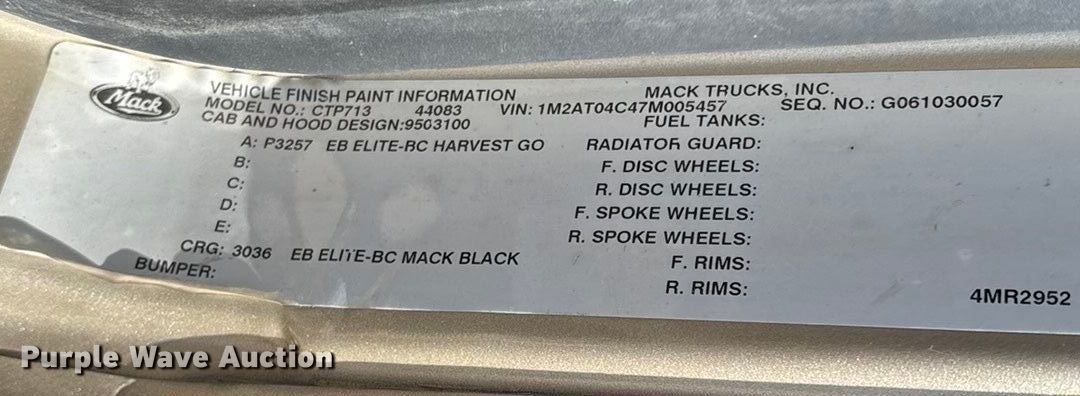 Mack
VEHICLE FINISH PAINT INFORMATION MACK TRUCKS, INC.
MODEL NO.: CTP713 44083 VIN: 1M2AT04C47M005457 SEQ. NO.: G061030057
CAB AND HOOD DESIGN:9503100 FUEL TANKS:
A: P3257 EB ELITE-BC HARVEST GO RADIATOR GUARD:
B: F. DISC WHEELS:
C: R. DISC WHEELS:
D: F. SPOKE WHEELS:
E: R. SPOKE WHEELS:
CRG: 3036 EB ELITE-BC MACK BLACK F. RIMS:
BUMPER: R. RIMS:
4MR2952
Purple Wave Auction